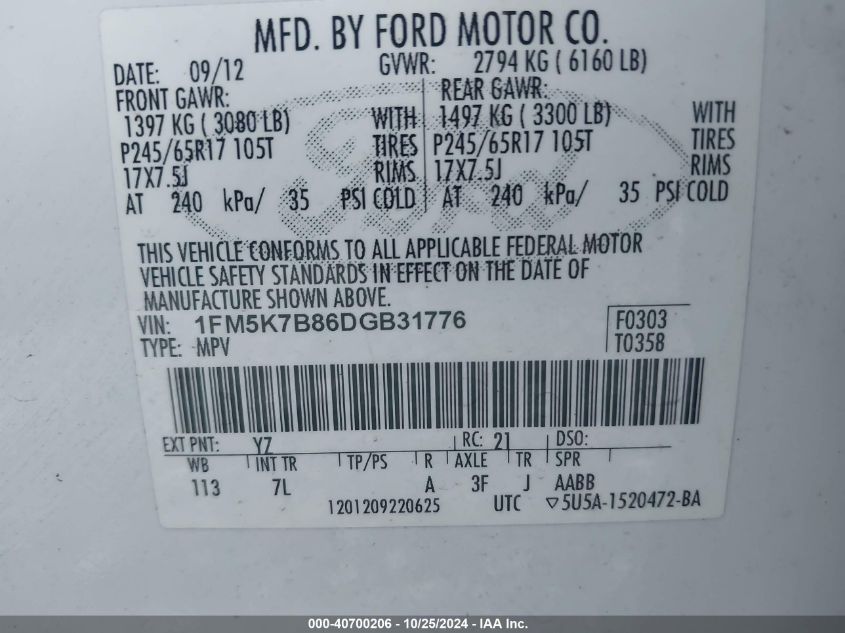 MFD. BY FORD MOTOR CO.
DATE: 09/12 GVWR: 2794 KG ( 6160 LB)
FRONT GAWR: REAR GAWR:
1397 KG ( 3080 LB) WITH 1497 KG ( 3300 LB) WITH
P245/65R17 105T TIRES P245/65R17 105T TIRES
17X7.5J RIMS 17X7.5J RIMS
AT 240 kPa/ 35 PSI COLD AT 240 kPa/ 35 PSI COLD
Ford
THIS VEHICLE CONFORMS TO ALL APPLICABLE FEDERAL MOTOR
VEHICLE SAFETY STANDARDS IN EFFECT ON THE DATE OF
MANUFACTURE SHOWN ABOVE.
VIN: 1FM5K7B86DGB31776 F0303
TYPE: MPV T0358
EXT PNT: YZ RC: 21 DSO:
WB INT TR TP/PS R AXLE TR SPR
113 7L A 3F J AABB
1201209220625 UTC ▽5U5A-1520472-BA
000-40700206 - 10/25/2024 - IAA Inc.